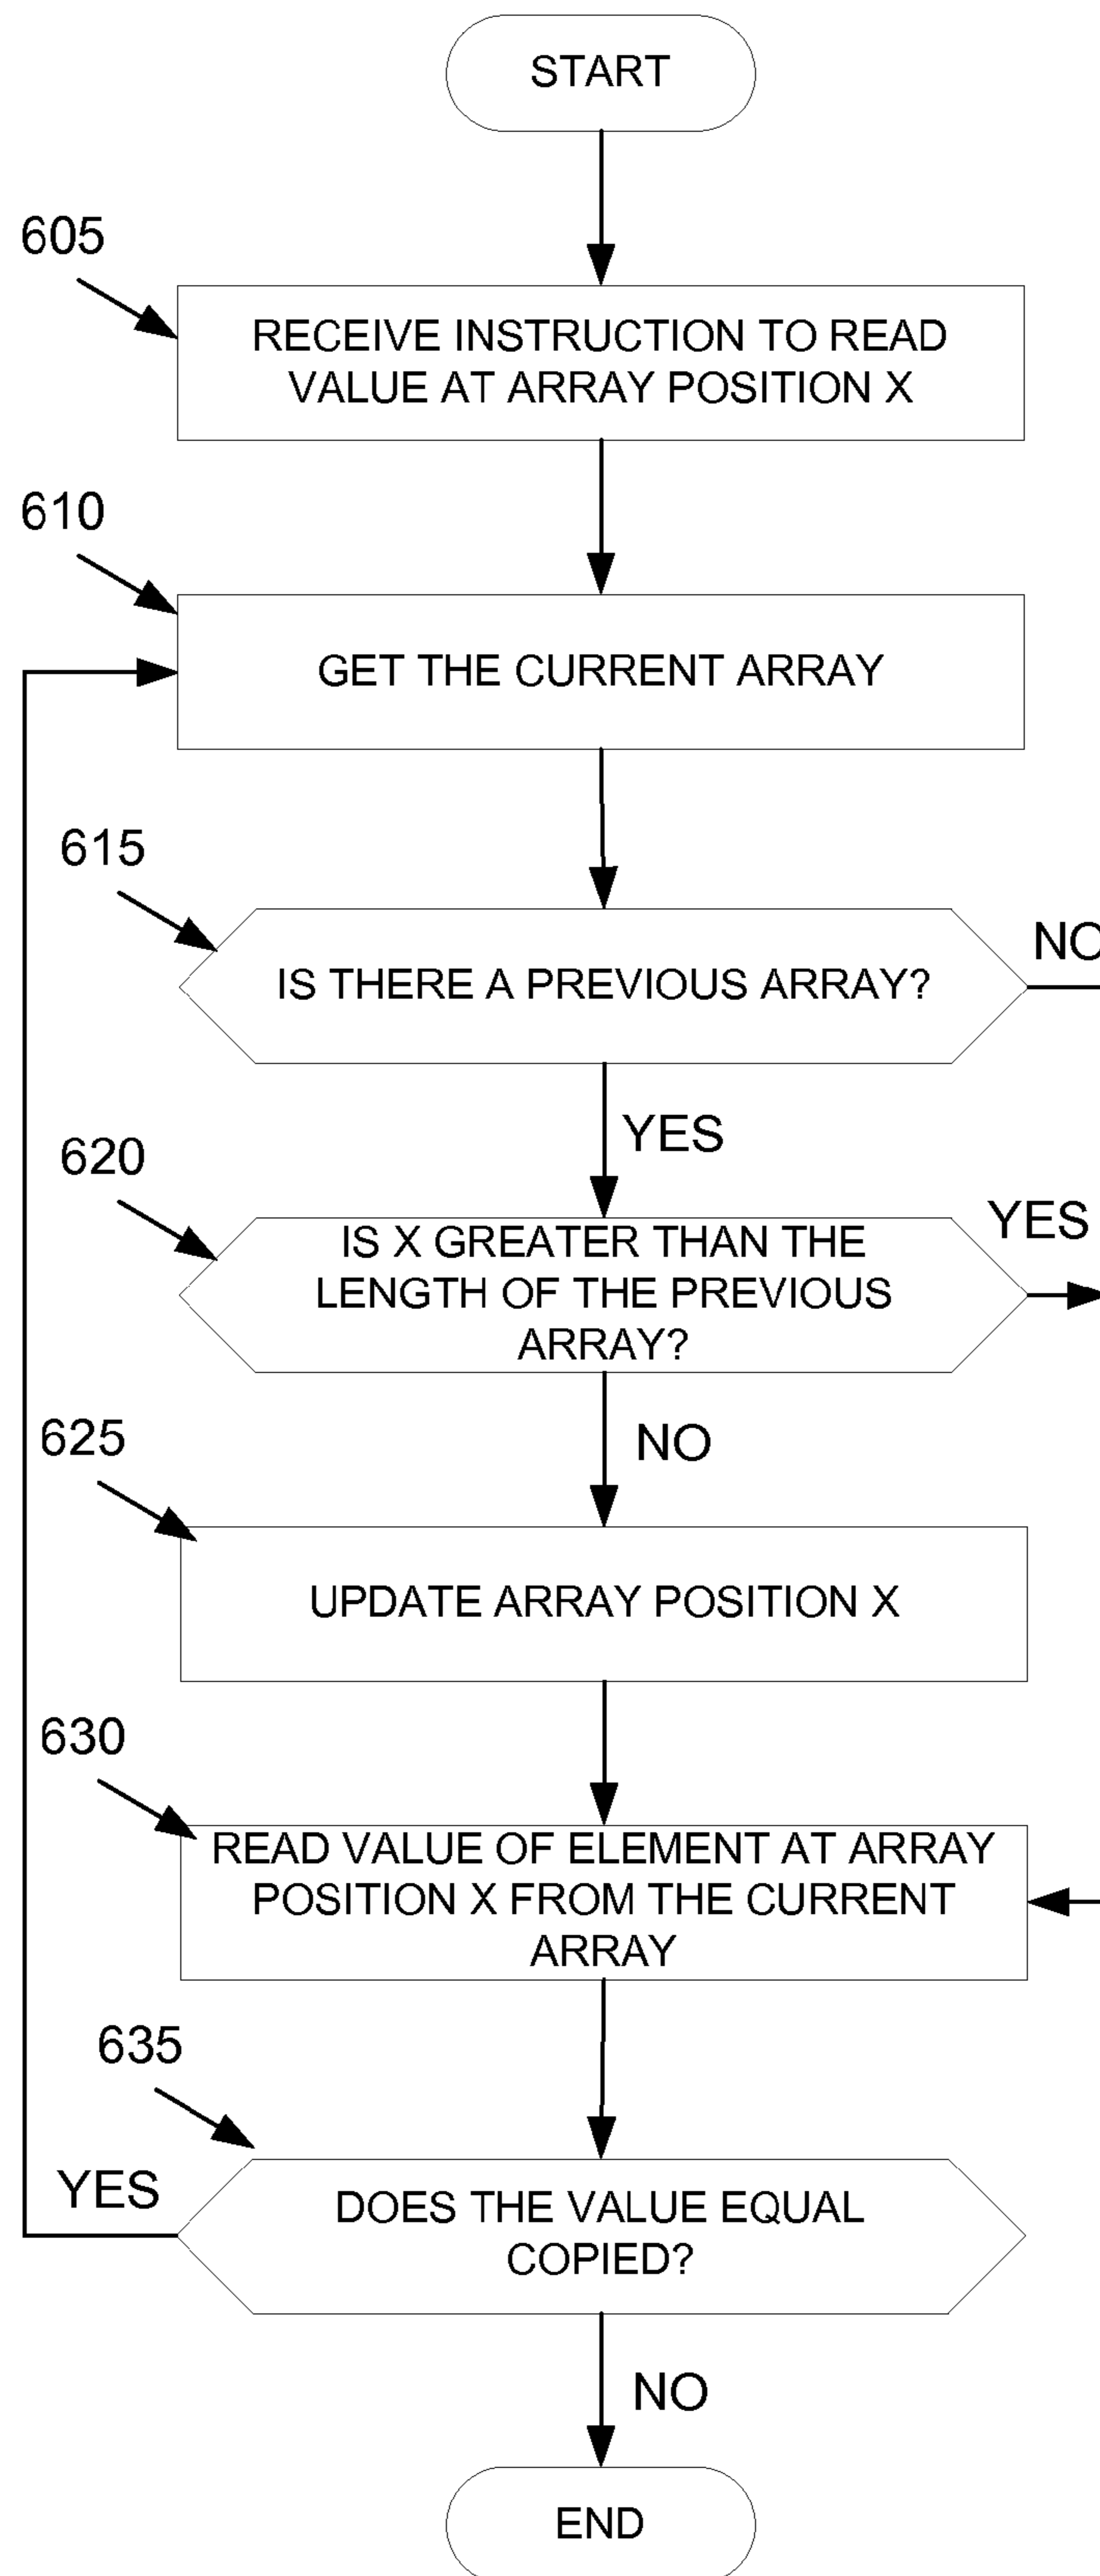 START
605
RECEIVE INSTRUCTION TO READ
VALUE AT ARRAY POSITION X
610
GET THE CURRENT ARRAY
615
IS THERE A PREVIOUS ARRAY?
NO
YES
620
IS X GREATER THAN THE
LENGTH OF THE PREVIOUS
ARRAY?
YES
NO
625
UPDATE ARRAY POSITION X
630
READ VALUE OF ELEMENT AT ARRAY
POSITION X FROM THE CURRENT
ARRAY
635
YES
DOES THE VALUE EQUAL
COPIED?
NO
END